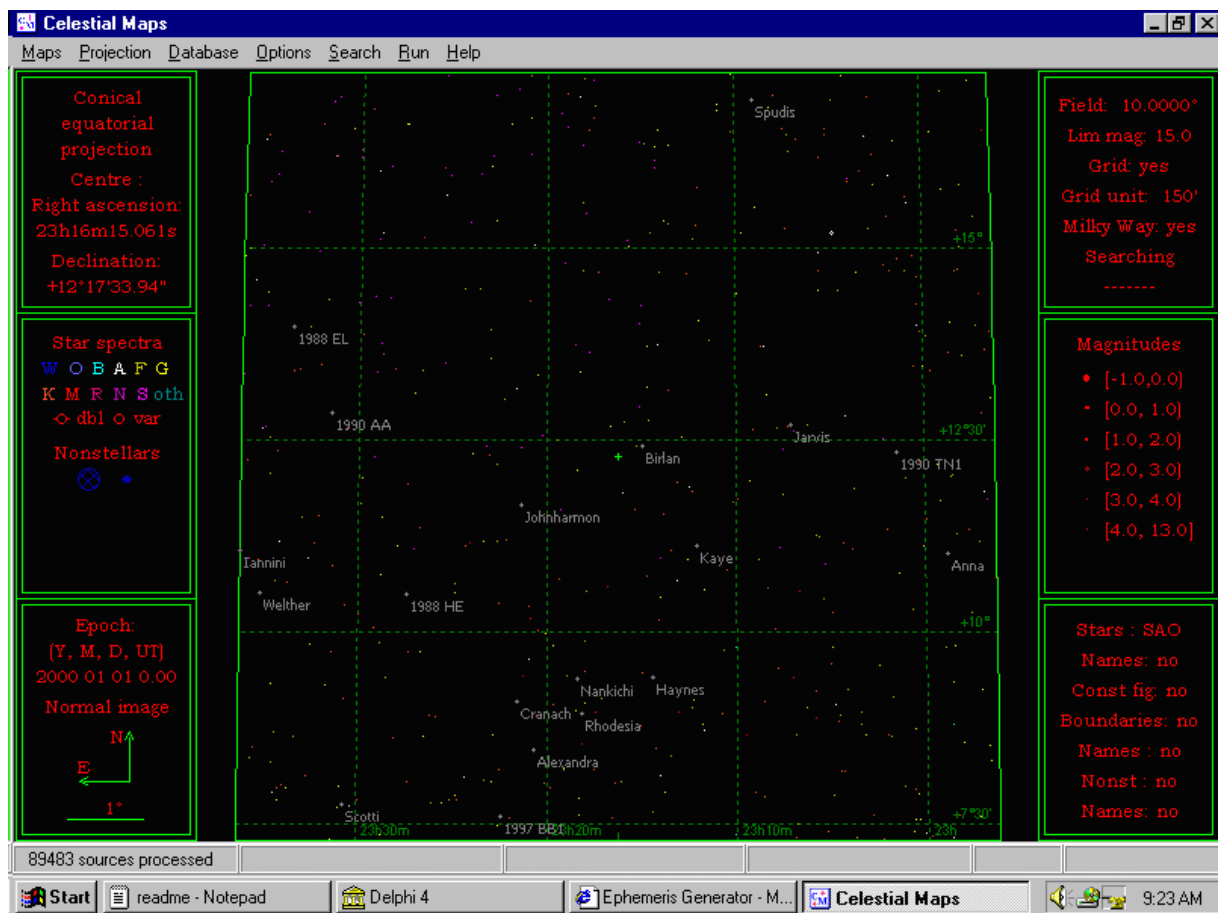 Celestial Maps
Maps Projection Database Options Search Run Help
Conical
equatorial
projection
Centre :
Right ascension:
23h16m15.061s
Declination:
+12°17'33.94"
Star spectra
W O B A F G
K M R N S oth
dbl var
Nonstellars
Epoch:
(Y, M, D, UT)
2000 01 01 0.00
Normal image
N
E
1°
Spudis
+15°
1988 EL
1990 AA
Jarvis
+12°30'
Birlan
1990 TN1
Johnharmon
Iannini
Kaye
Anna
Welther
1988 HE
+10°
Nankichi
Haynes
Cranach
Rhodesia
Alexandra
Scotti
1997 BB1
+7°30'
23h30m
23h20m
23h10m
23h
Field: 10.0000°
Lim mag: 15.0
Grid: yes
Grid unit: 150'
Milky Way: yes
Searching
-------
Magnitudes
[-1.0,0.0)
[0.0, 1.0)
[1.0, 2.0)
[2.0, 3.0)
[3.0, 4.0)
[4.0, 13.0]
Stars : SAO
Names: no
Const fig: no
Boundaries: no
Names : no
Nonst : no
Names: no
89483 sources processed
Start readme - Notepad Delphi 4 Ephemeris Generator - M... Celestial Maps 9:23 AM